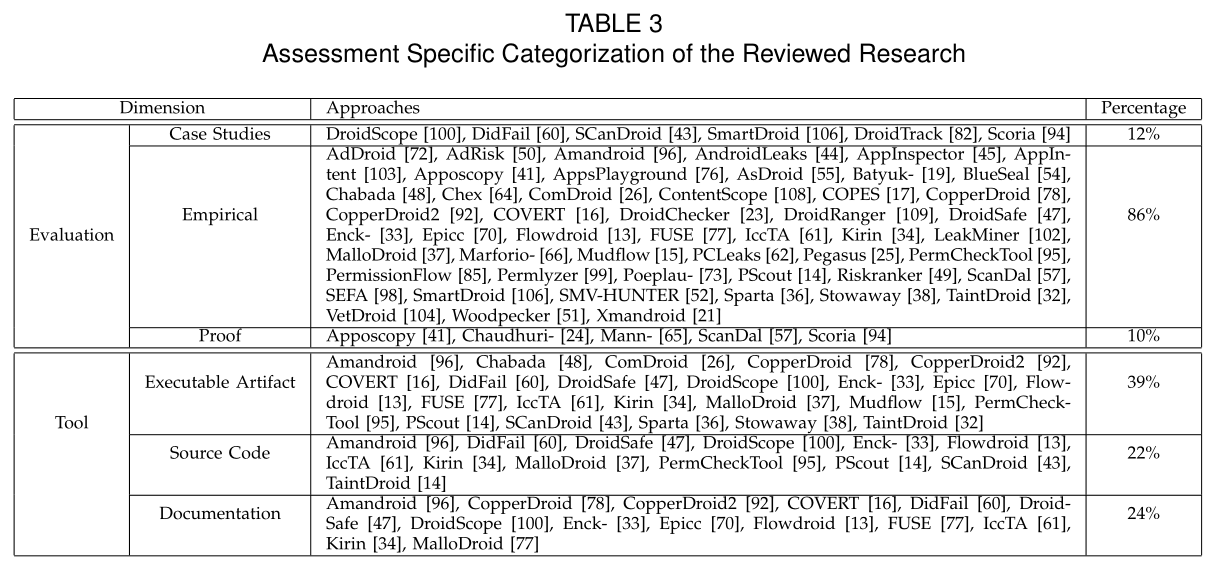 TABLE 3
Assessment Specific Categorization of the Reviewed Research
Dimension Approaches Percentage
Case Studies DroidScope [100], DidFail [60], SCanDroid [43], SmartDroid [106], DroidTrack [82], Scoria [94] 12%
AdDroid [72], AdRisk [50], Amandroid [96], AndroidLeaks [44], AppInspector [45], AppIn-
tent [103], Apposcopy [41], AppsPlayground [76], AsDroid [55], Batyuk- [19], BlueSeal [54],
Chabada [48], Chex [64], ComDroid [26], ContentScope [108], COPES [17], CopperDroid [78],
Empirical CopperDroid2 [92], COVERT [16], DroidChecker [23], DroidRanger [109], DroidSafe [47], 86%
Evaluation Enck- [33], Epicc [70], Flowdroid [13], FUSE [77], IccTA [61], Kirin [34], LeakMiner [102],
MalloDroid [37], Marforio- [66], Mudflow [15], PCLeaks [62], Pegasus [25], PermCheckTool [95],
PermissionFlow [85], Permlyzer [99], Poeplau- [73], PScout [14], Riskranker [49], ScanDal [57],
SEFA [98], SmartDroid [106], SMV-HUNTER [52], Sparta [36], Stowaway [38], TaintDroid [32],
VetDroid [104], Woodpecker [51], Xmandroid [21]
Proof Apposcopy [41], Chaudhuri- [24], Mann- [65], ScanDal [57], Scoria [94] 10%
Amandroid [96], Chabada [48], ComDroid [26], CopperDroid [78], CopperDroid2 [92],
Executable Artifact COVERT [16], DidFail [60], DroidSafe [47], DroidScope [100], Enck- [33], Epicc [70], Flow- 39%
droid [13], FUSE [77], IccTA [61], Kirin [34], MalloDroid [37], Mudflow [15], PermCheck-
Tool Tool [95], PScout [14], SCanDroid [43], Sparta [36], Stowaway [38], TaintDroid [32]
Source Code Amandroid [96], DidFail [60], DroidSafe [47], DroidScope [100], Enck- [33], Flowdroid [13], 22%
IccTA [61], Kirin [34], MalloDroid [37], PermCheckTool [95], PScout [14], SCanDroid [43],
TaintDroid [14]
Documentation Amandroid [96], CopperDroid [78], CopperDroid2 [92], COVERT [16], DidFail [60], Droid- 24%
Safe [47], DroidScope [100], Enck- [33], Epicc [70], Flowdroid [13], FUSE [77], IccTA [61],
Kirin [34], MalloDroid [77]